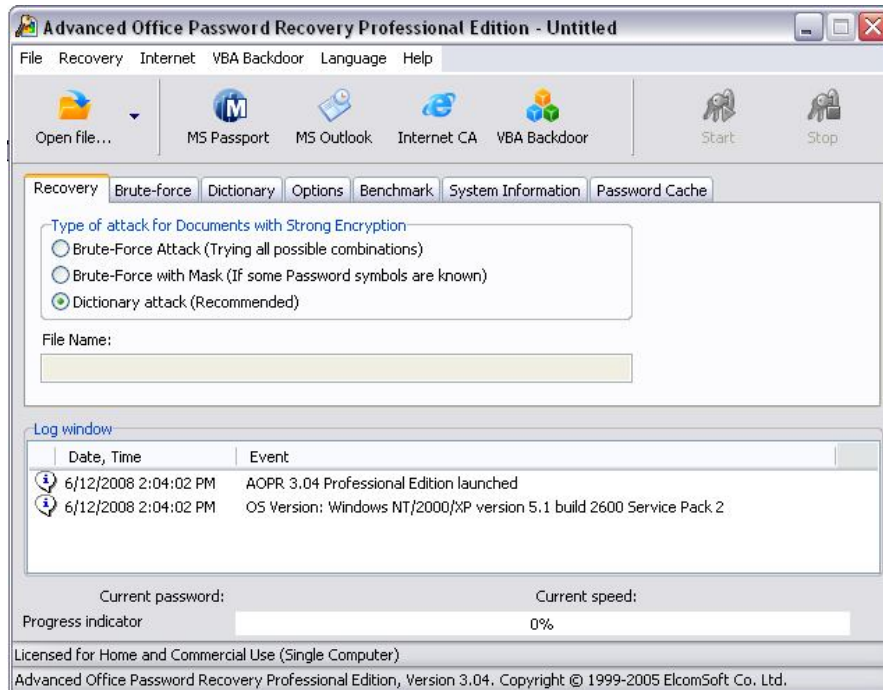 Advanced Office Password Recovery Professional Edition - Untitled
File Recovery Internet VBA Backdoor Language Help
Open file... MS Passport MS Outlook Internet CA VBA Backdoor Start Stop
Recovery Brute-force Dictionary Options Benchmark System Information Password Cache
Type of attack for Documents with Strong Encryption
Brute-Force Attack (Trying all possible combinations)
Brute-Force with Mask (If some Password symbols are known)
Dictionary attack (Recommended)
File Name:
Log window
Date, Time Event
6/12/2008 2:04:02 PM AOPR 3.04 Professional Edition launched
6/12/2008 2:04:02 PM OS Version: Windows NT/2000/XP version 5.1 build 2600 Service Pack 2
Current password: Current speed:
Progress indicator 0%
Licensed for Home and Commercial Use (Single Computer)
Advanced Office Password Recovery Professional Edition, Version 3.04. Copyright © 1999-2005 ElcomSoft Co. Ltd.